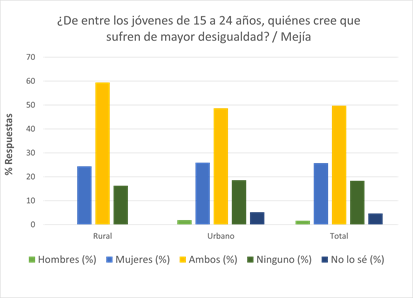 ¿De entre los jóvenes de 15 a 24 años, quiénes cree que
sufren de mayor desigualdad? / Mejía
% Respuestas
70
60
50
40
30
20
10
0
Rural
Urbano
Total
Hombres (%) Mujeres (%) Ambos (%) Ninguno (%) No lo sé (%)